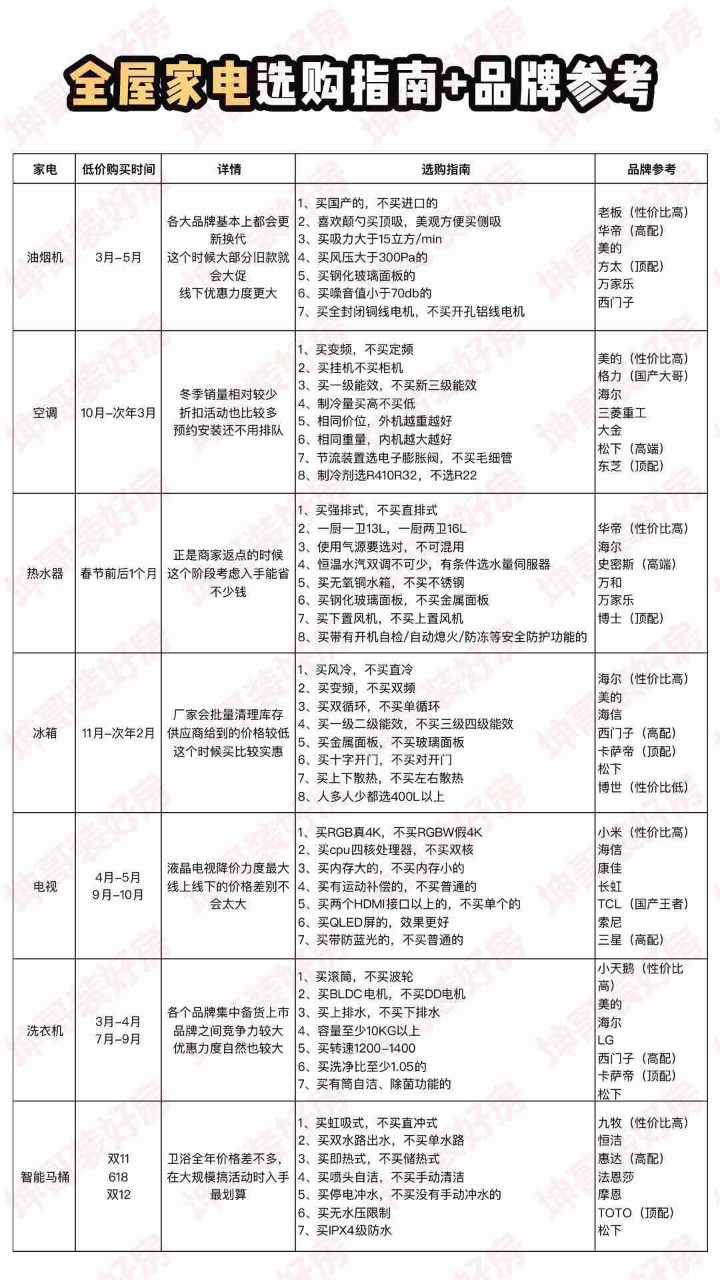 全屋家电选购指南+品牌参考
家电
低价购买时间
详情
选购指南
品牌参考
油烟机
3月-5月
各大品牌基本上都会更
新换代
这个时候大部分旧款就
会大促
线下优惠力度更大
1、买国产的，不买进口的
2、喜欢颠勺买顶吸，美观方便买侧吸
3、买吸力大于15立方/min
4、买风压大于300Pa的
5、买钢化玻璃面板的
6、买噪音值小于70db的
7、买全封闭铜线电机，不买开孔铝线电机
老板（性价比高）
华帝（高配）
美的
方太（顶配）
万家乐
西门子
空调
10月-次年3月
冬季销量相对较少
折扣活动也比较多
预约安装还不用排队
1、买变频，不买定频
2、买挂机不买柜机
3、买一级能效，不买新三级能效
4、制冷量买高不买低
5、相同价位，外机越重越好
6、相同重量，内机越大越好
7、节流装置选电子膨胀阀，不买毛细管
8、制冷剂选R410R32，不选R22
美的（性价比高）
格力（国产大哥）
海尔
三菱重工
大金
松下（高端）
东芝（顶配）
热水器
春节前后1个月
正是商家返点的时候
这个阶段考虑入手能省
不少钱
1、买强排式，不买直排式
2、一厨一卫13L，一厨两卫16L
3、使用气源要选对，不可混用
4、恒温水汽双调不可少，有条件选水量伺服器
5、买无氧铜水箱，不买不锈钢
6、买钢化玻璃面板，不买金属面板
7、买下置风机，不买上置风机
8、买带有开机自检/自动熄火/防冻等安全防护功能的
华帝（性价比高）
海尔
史密斯（高端）
万和
万家乐
博士（顶配）
冰箱
11月-次年2月
厂家会批量清理库存
供应商给到的价格较低
这个时候买比较实惠
1、买风冷，不买直冷
2、买变频，不买双频
3、买双循环，不买单循环
4、买一级二级能效，不买三级四级能效
5、买金属面板，不买玻璃面板
6、买十字开门，不买对开门
7、买上下散热，不买左右散热
8、人多人少都选400L以上
海尔（性价比高）
美的
海信
西门子（高配）
卡萨帝（顶配）
松下
博世（性价比低）
电视
4月-5月
9月-10月
液晶电视降价力度最大
线上线下的价格差别不
会太大
1、买RGB真4K，不买RGBW假4K
2、买cpu四核处理器，不买双核
3、买内存大的，不买内存小的
4、买有运动补偿的，不买普通的
5、买两个HDMI接口以上的，不买单个的
6、买QLED屏的，效果更好
7、买带防蓝光的，不买普通的
小米（性价比高）
海信
康佳
长虹
TCL（国产王者）
索尼
三星（高配）
洗衣机
3月-4月
7月-9月
各个品牌集中备货上市
品牌之间竞争力较大
优惠力度自然也较大
1、买滚筒，不买波轮
2、买BLDC电机，不买DD电机
3、买上排水，不买下排水
4、容量至少10KG以上
5、买转速1200-1400
6、买洗净比至少1.05的
7、买有筒自洁、除菌功能的
小天鹅（性价比
高）
美的
海尔
LG
西门子（高配）
卡萨帝（顶配）
松下
智能马桶
双11
618
双12
卫浴全年价格差不多，
在大规模搞活动时入手
最划算
1、买虹吸式，不买直冲式
2、买双水路出水，不买单水路
3、买即热式，不买储热式
4、买喷头自洁，不买手动清洁
5、买停电冲水，不买没有手动冲水的
6、买无水压限制
7、买IPX4级防水
九牧（性价比高）
恒洁
惠达（高配）
法恩莎
摩恩
TOTO（顶配）
松下
坤哥装好房